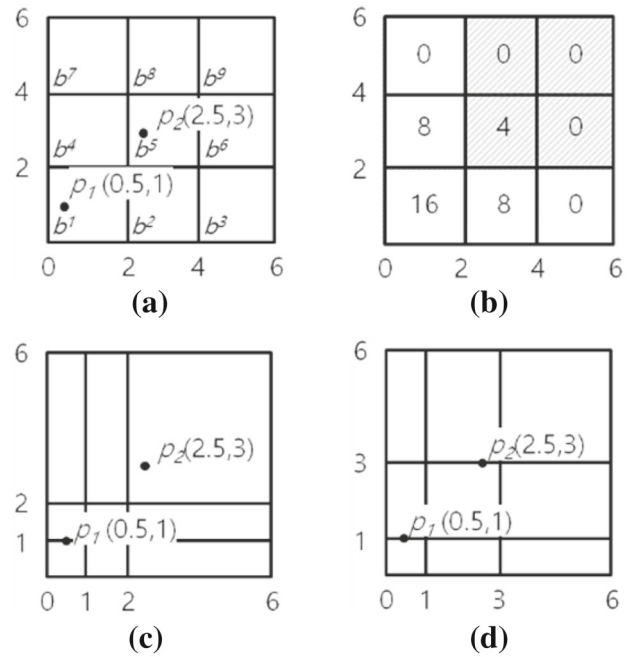 6
b⁷ b⁸ b⁹
4
p₂(2.5,3)
b⁴ b⁵ b⁶
2
p₁(0.5,1)
b¹ b² b³
0 2 4 6
(a)
6
0 0 0
4
8 4 0
2
16 8 0
0 2 4 6
(b)
6
p₂(2.5,3)
2
1 p₁(0.5,1)
0 1 2 6
(c)
6
p₂(2.5,3)
3
p₁(0.5,1)
1
0 1 3 6
(d)